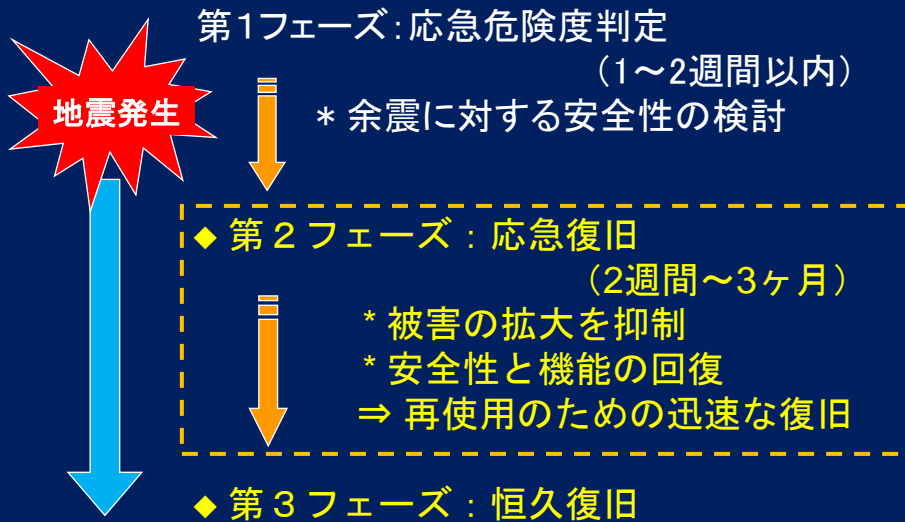 第1フェーズ:応急危険度判定
(1～2週間以内)
地震発生
* 余震に対する安全性の検討
◆ 第２フェーズ：応急復旧
(2週間～3ヶ月)
* 被害の拡大を抑制
* 安全性と機能の回復
⇒ 再使用のための迅速な復旧
◆ 第３フェーズ：恒久復旧